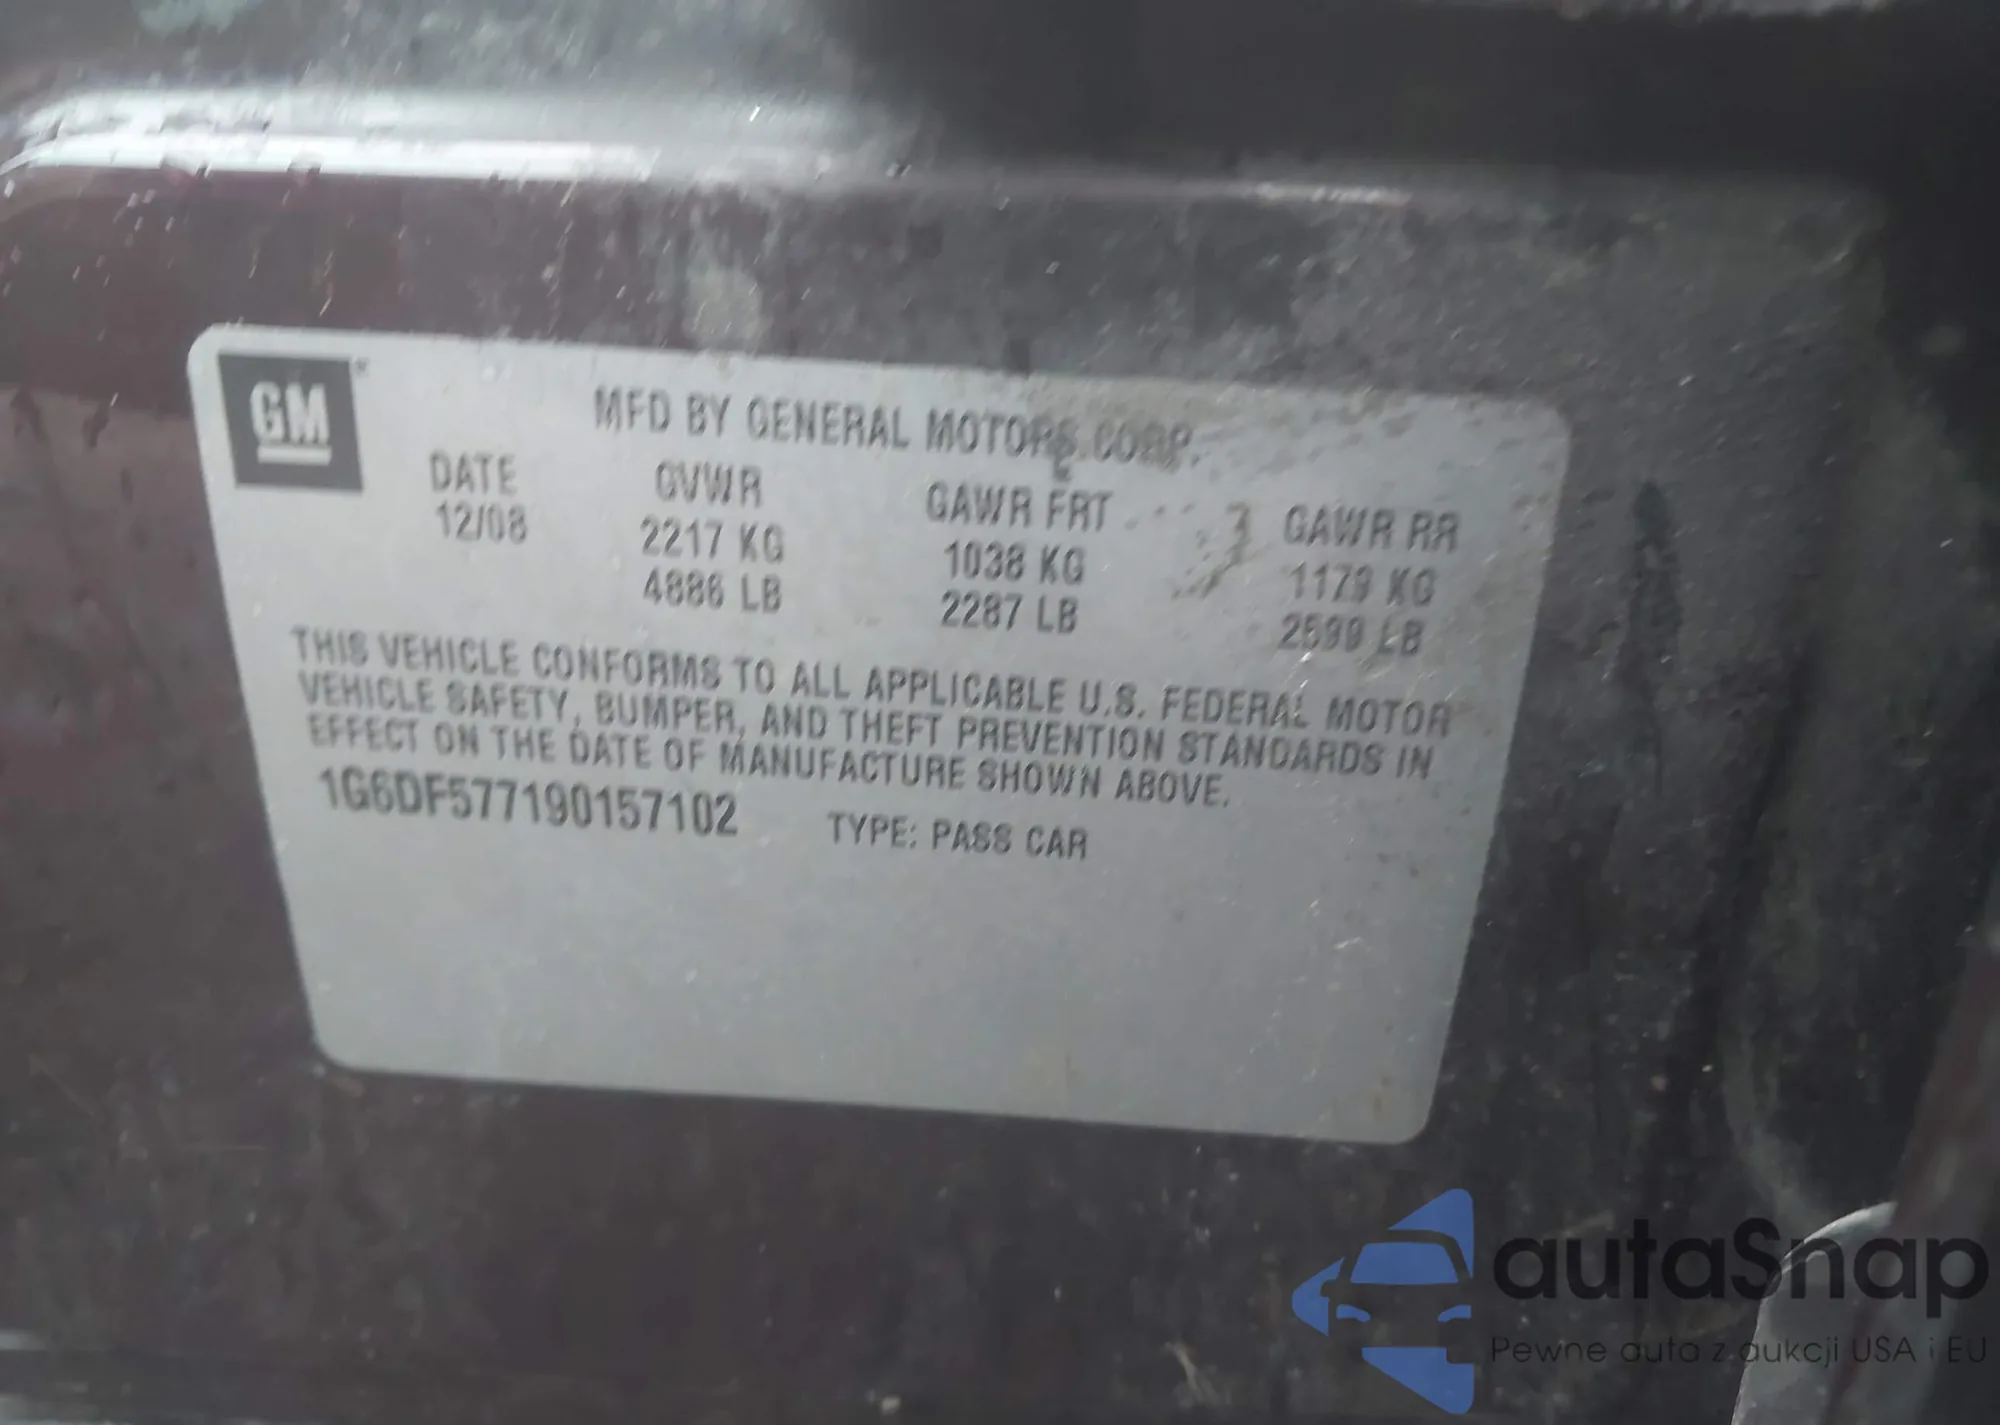 GM
MFD BY GENERAL MOTORS CORP.
DATE GVWR GAWR FRT GAWR RR
12/08 2217 KG 1038 KG 1179 KG
4886 LB 2287 LB 2599 LB
THIS VEHICLE CONFORMS TO ALL APPLICABLE U.S. FEDERAL MOTOR
VEHICLE SAFETY, BUMPER, AND THEFT PREVENTION STANDARDS IN
EFFECT ON THE DATE OF MANUFACTURE SHOWN ABOVE.
1G6DF577190157102 TYPE: PASS CAR
autaSnap
Pewne auta z aukcji USA i EU